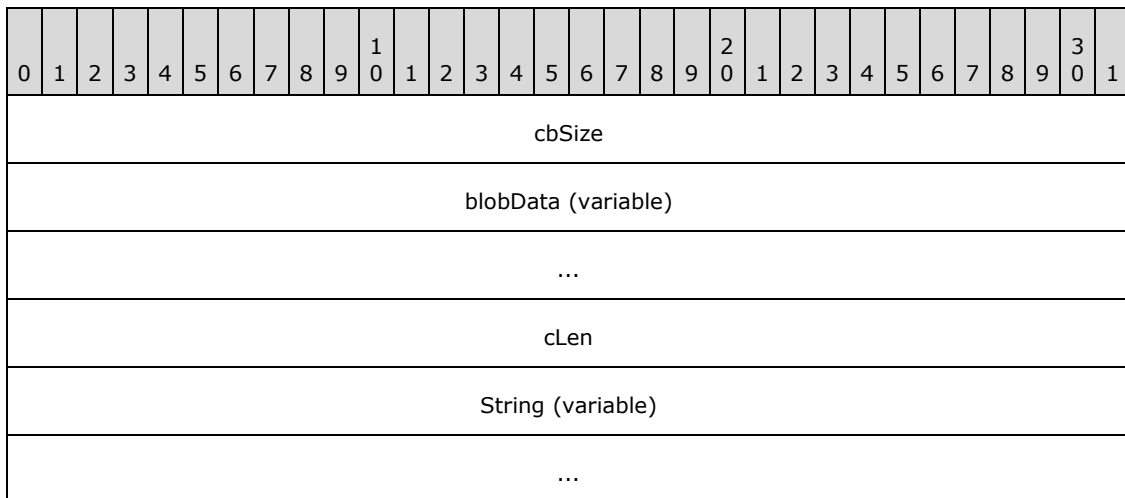 1 2 3
0 1 2 3 4 5 6 7 8 9 0 1 2 3 4 5 6 7 8 9 0 1 2 3 4 5 6 7 8 9 0 1
cbSize
blobData (variable)
...
cLen
String (variable)
...